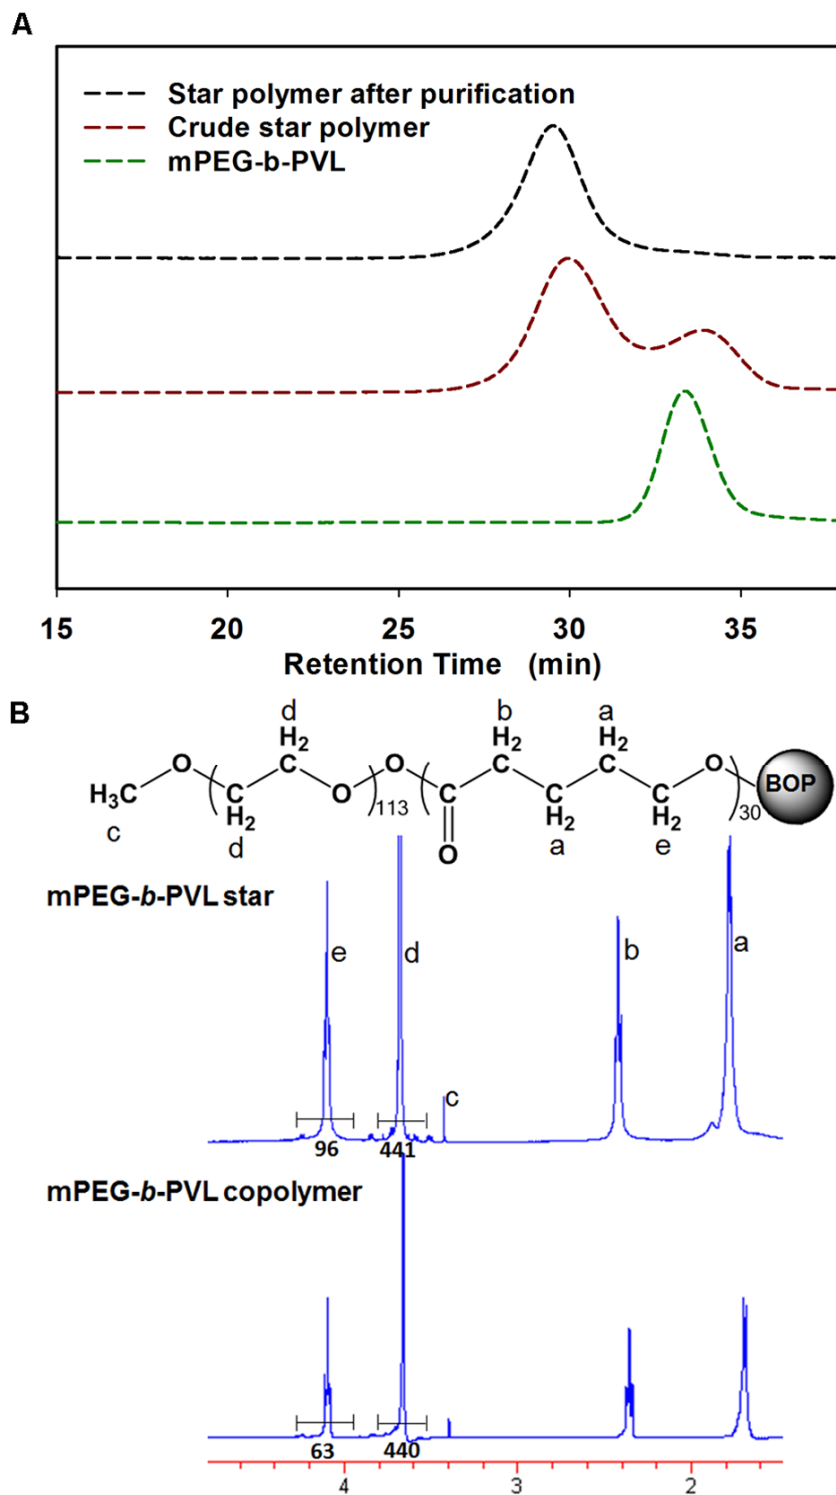 A
Star polymer after purification
Crude star polymer
mPEG-b-PVL
15 20 25 30 35
Retention Time (min)
B
d b a
H2 H2 H2
O C O C C O
H3C C O C C C BOP
c H2 113 H2 H2 30
d O a e
mPEG-b-PVL star
e d b a
c
96 441
mPEG-b-PVL copolymer
63 440
4 3 2